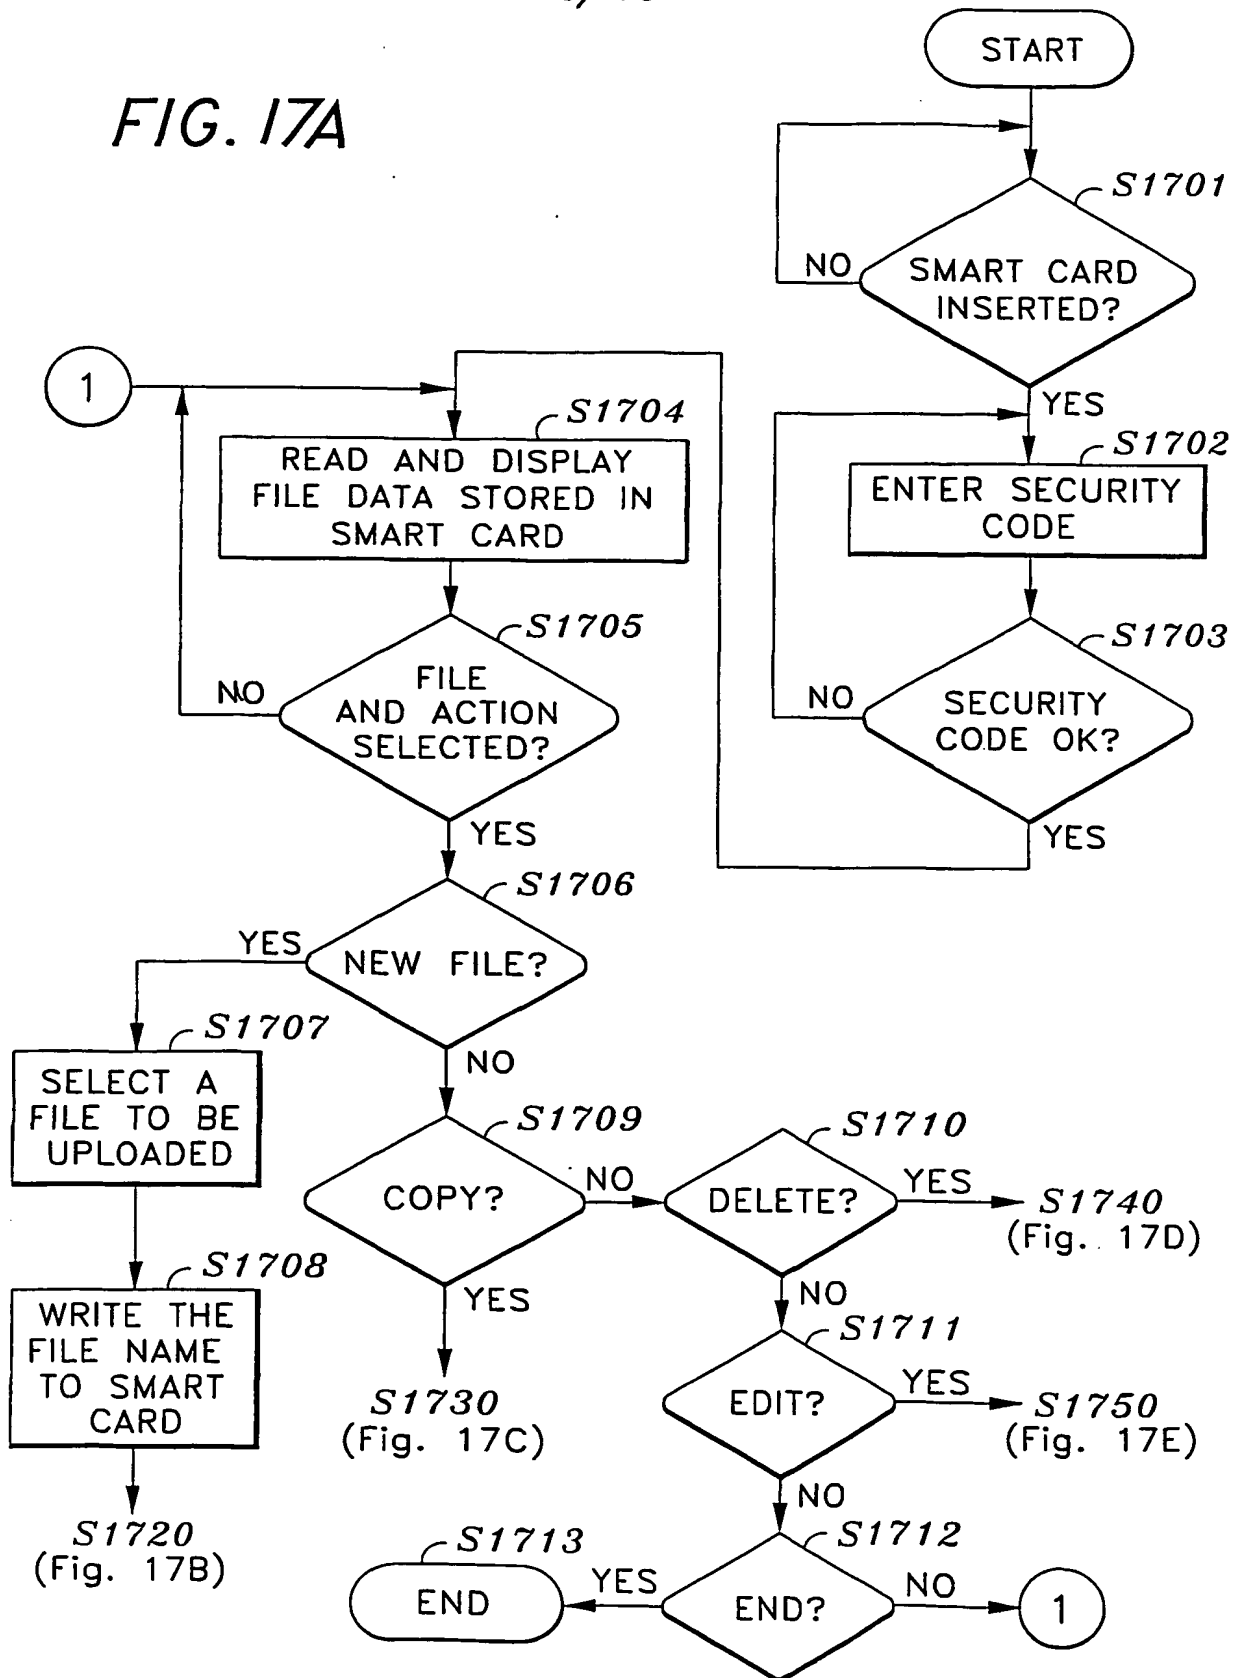 FIG. 17A
START
S1701
NO
SMART CARD
INSERTED?
YES
S1702
ENTER SECURITY
CODE
S1703
NO
SECURITY
CODE OK?
YES
1
S1704
READ AND DISPLAY
FILE DATA STORED IN
SMART CARD
S1705
NO
FILE
AND ACTION
SELECTED?
YES
S1706
YES
NEW FILE?
NO
S1707
SELECT A
FILE TO BE
UPLOADED
S1708
WRITE THE
FILE NAME
TO SMART
CARD
S1720
(Fig. 17B)
S1709
COPY?
NO
YES
S1730
(Fig. 17C)
S1710
DELETE?
YES
S1740
(Fig. 17D)
NO
S1711
EDIT?
YES
S1750
(Fig. 17E)
NO
S1712
END?
YES
S1713
END
NO
1